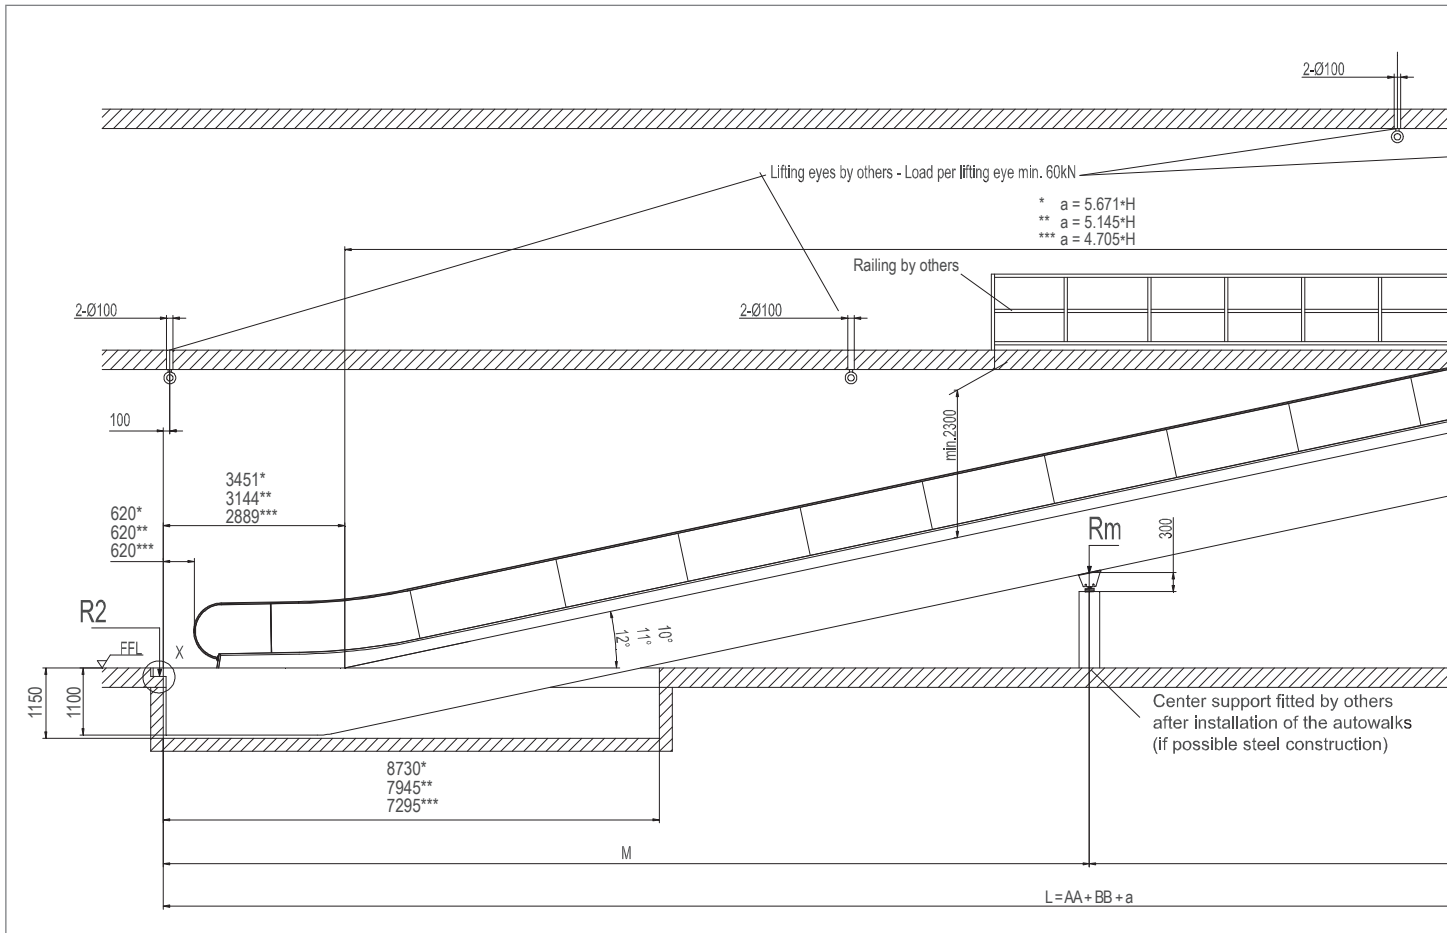 2-Ø100
Lifting eyes by others - Load per lifting eye min. 60kN
* a = 5.671*H
** a = 5.145*H
*** a = 4.705*H
Railing by others
2-Ø100
2-Ø100
100
min.2300
3451*
3144**
2889***
620*
620**
620***
Rm
300
R2
FFL
X
10°
11°
12°
1150
1100
Center support fitted by others
after installation of the autowalks
(if possible steel construction)
8730*
7945**
7295***
M
L=AA+BB+a